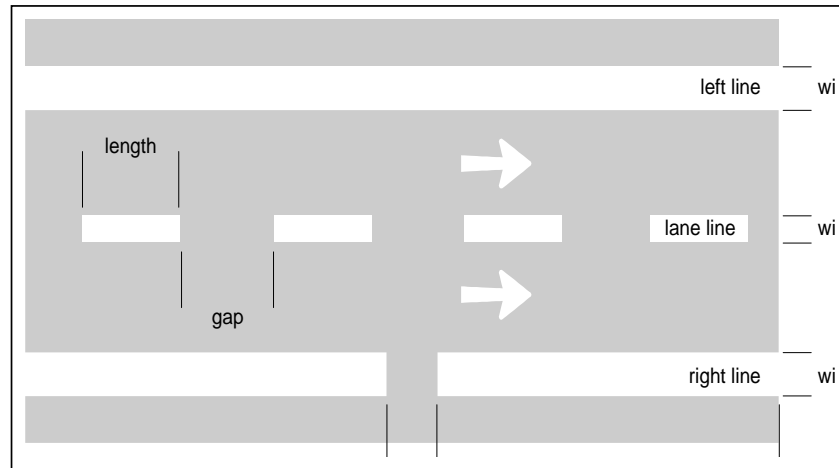 left line
wi
length
lane line
wi
gap
right line
wi